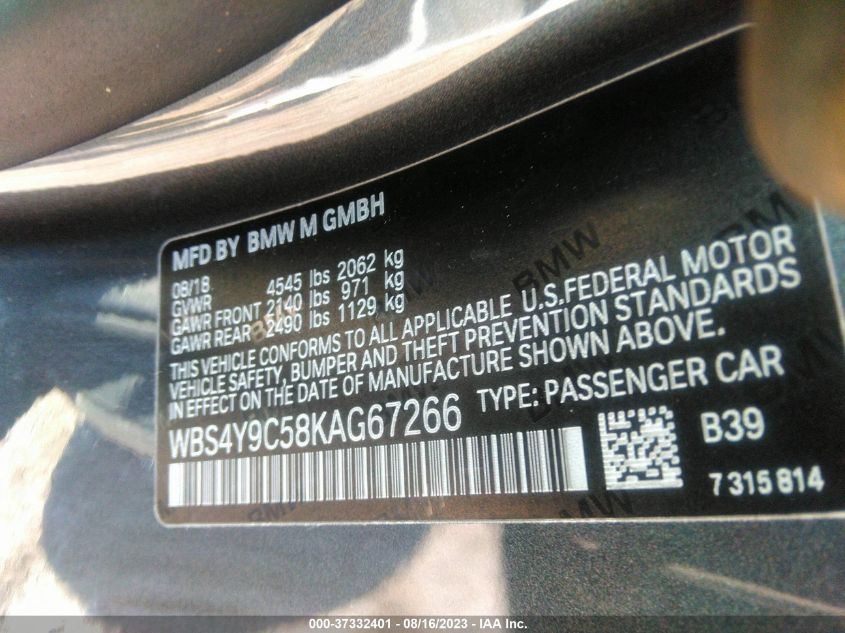 MFD BY BMW M GMBH
08/18
GVWR 4545 lbs 2062 kg
GAWR FRONT 2140 lbs 971 kg
GAWR REAR 2490 lbs 1129 kg
THIS VEHICLE CONFORMS TO ALL APPLICABLE U.S.FEDERAL MOTOR
VEHICLE SAFETY, BUMPER AND THEFT PREVENTION STANDARDS
IN EFFECT ON THE DATE OF MANUFACTURE SHOWN ABOVE.
WBS4Y9C58KAG67266 TYPE: PASSENGER CAR
B39
7315814
000-37332401 - 08/16/2023 - IAA Inc.